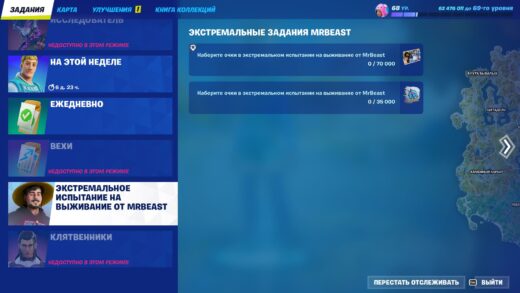 ЗАДАНИЯ КАРТА УЛУЧШЕНИЯ КНИГА КОЛЛЕКЦИЙ
68 УР. 62 476 ОП до 69-го уровня
ИССЛЕДОВАТЕЛЬ
НЕДОСТУПНО В ЭТОМ РЕЖИМЕ!
НА ЭТОЙ НЕДЕЛЕ
6 д. 23 ч.
ЕЖЕДНЕВНО
ВЕХИ
НЕДОСТУПНО В ЭТОМ РЕЖИМЕ!
ЭКСТРЕМАЛЬНОЕ
ИСПЫТАНИЕ НА
ВЫЖИВАНИЕ ОТ MRBEAST
КЛЯТВЕННИКИ
НЕДОСТУПНО В ЭТОМ РЕЖИМЕ!
ЭКСТРЕМАЛЬНЫЕ ЗАДАНИЯ MRBEAST
Наберите очки в экстремальном испытании на выживание от MrBeast
0 / 70 000
Наберите очки в экстремальном испытании на выживание от MrBeast
0 / 35 000
ПЕРЕСТАТЬ ОТСЛЕЖИВАТЬ
ВЫЙТИ